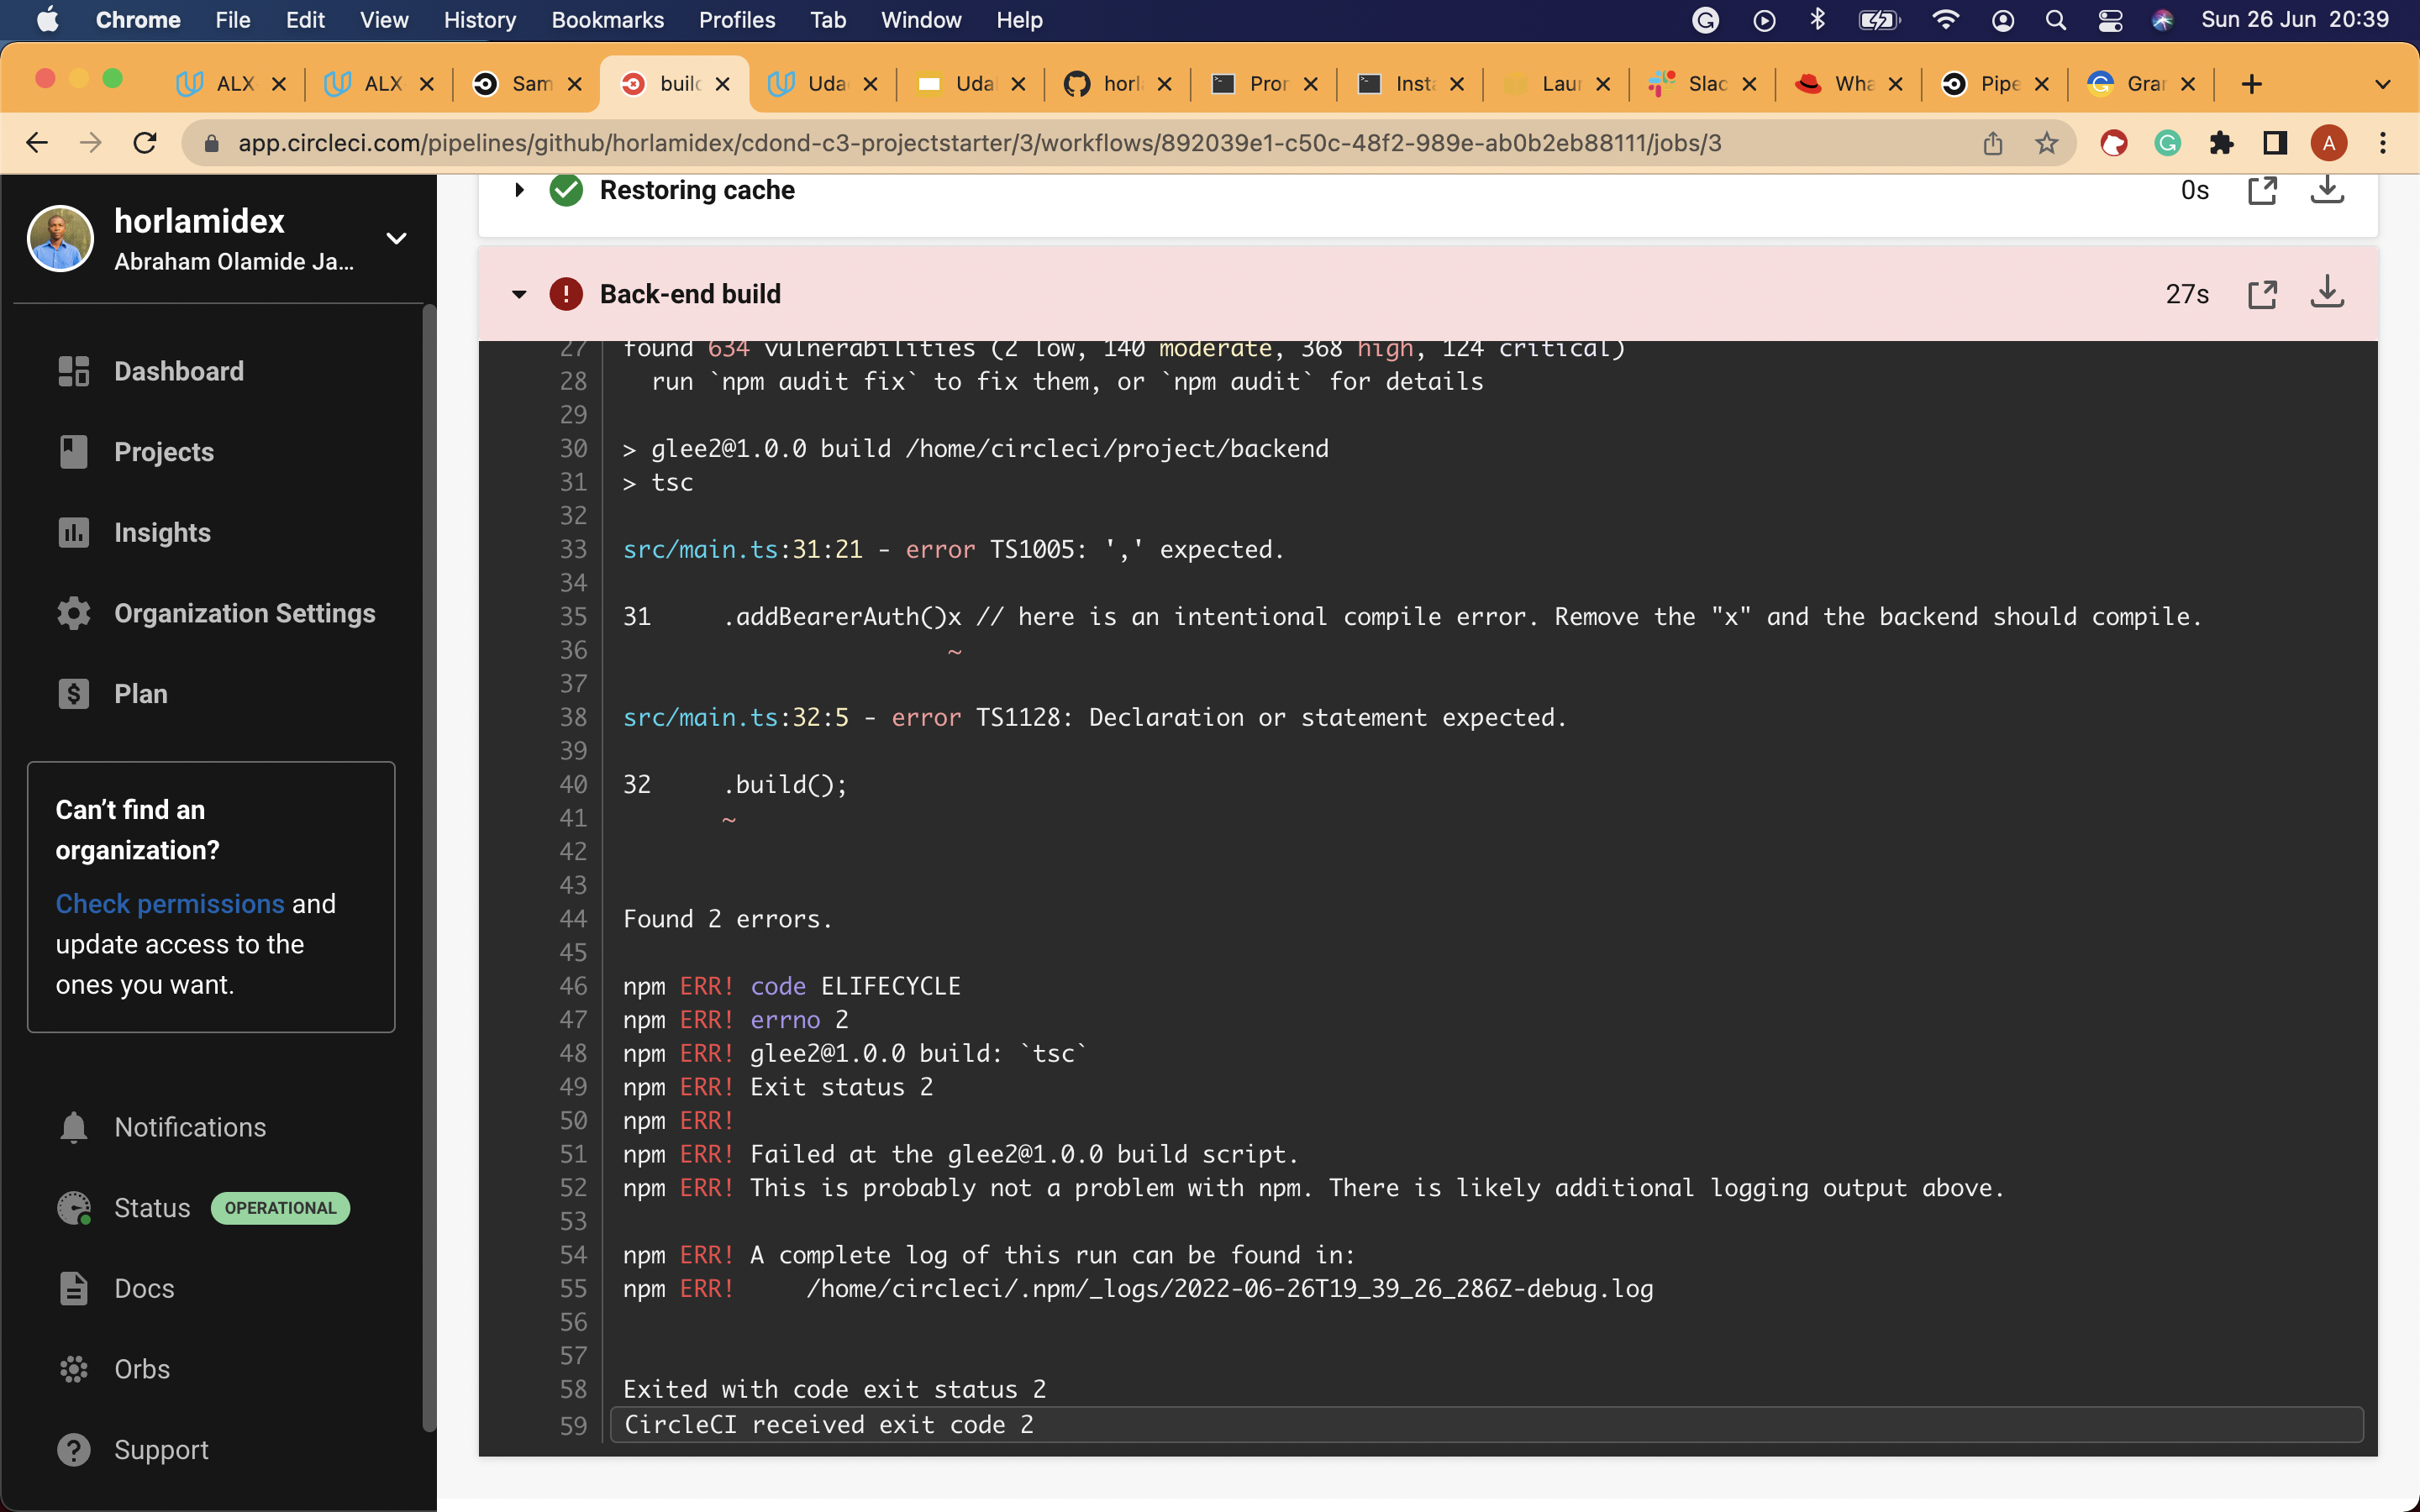 Chrome File Edit View History Bookmarks Profiles Tab Window Help Sun 26 Jun 20:39
ALX ALX Sam build Uda Uda horl Pror Insta Laur Slac Wha Pipe Grar
app.circleci.com/pipelines/github/horlamidex/cdond-c3-projectstarter/3/workflows/892039e1-c50c-48f2-989e-ab0b2eb88111/jobs/3
A
horlamidex
Abraham Olamide Ja...
Dashboard
Projects
Insights
Organization Settings
Plan
Can’t find an
organization?
Check permissions and
update access to the
ones you want.
Notifications
Status OPERATIONAL
Docs
Orbs
Support
Restoring cache 0s
Back-end build 27s
27 found 634 vulnerabilities (2 low, 140 moderate, 368 high, 124 critical)
28 run `npm audit fix` to fix them, or `npm audit` for details
29
30 > glee2@1.0.0 build /home/circleci/project/backend
31 > tsc
32
33 src/main.ts:31:21 - error TS1005: ',' expected.
34
35 31     .addBearerAuth()x // here is an intentional compile error. Remove the "x" and the backend should compile.
36 ~
37
38 src/main.ts:32:5 - error TS1128: Declaration or statement expected.
39
40 32     .build();
41 ~
42
43
44 Found 2 errors.
45
46 npm ERR! code ELIFECYCLE
47 npm ERR! errno 2
48 npm ERR! glee2@1.0.0 build: `tsc`
49 npm ERR! Exit status 2
50 npm ERR!
51 npm ERR! Failed at the glee2@1.0.0 build script.
52 npm ERR! This is probably not a problem with npm. There is likely additional logging output above.
53
54 npm ERR! A complete log of this run can be found in:
55 npm ERR!     /home/circleci/.npm/_logs/2022-06-26T19_39_26_286Z-debug.log
56
57
58 Exited with code exit status 2
59 CircleCI received exit code 2